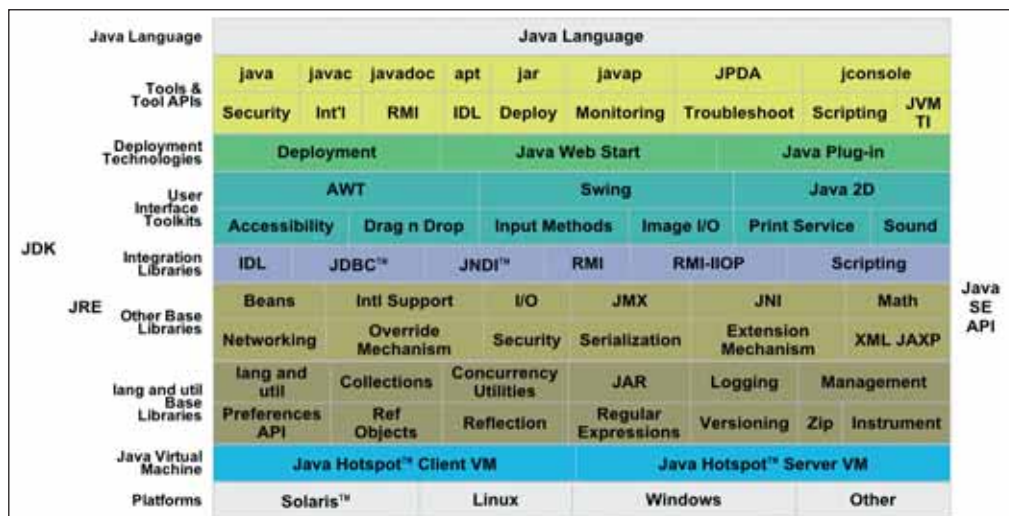 Java Language Java Language
Tools & Tool APIs
java javac javadoc apt jar javap JPDA jconsole
Security Int'l RMI IDL Deploy Monitoring Troubleshoot Scripting JVM TI
Deployment Technologies
Deployment Java Web Start Java Plug-in
User Interface Toolkits
AWT Swing Java 2D
Accessibility Drag n Drop Input Methods Image I/O Print Service Sound
JDK
Integration Libraries
IDL JDBC™ JNDI™ RMI RMI-IIOP Scripting
JRE
Other Base Libraries
Beans Intl Support I/O JMX JNI Math
Networking Override Mechanism Security Serialization Extension Mechanism XML JAXP
Java SE API
lang and util Base Libraries
lang and util Collections Concurrency Utilities JAR Logging Management
Preferences API Ref Objects Reflection Regular Expressions Versioning Zip Instrument
Java Virtual Machine
Java Hotspot™ Client VM Java Hotspot™ Server VM
Platforms Solaris™ Linux Windows Other